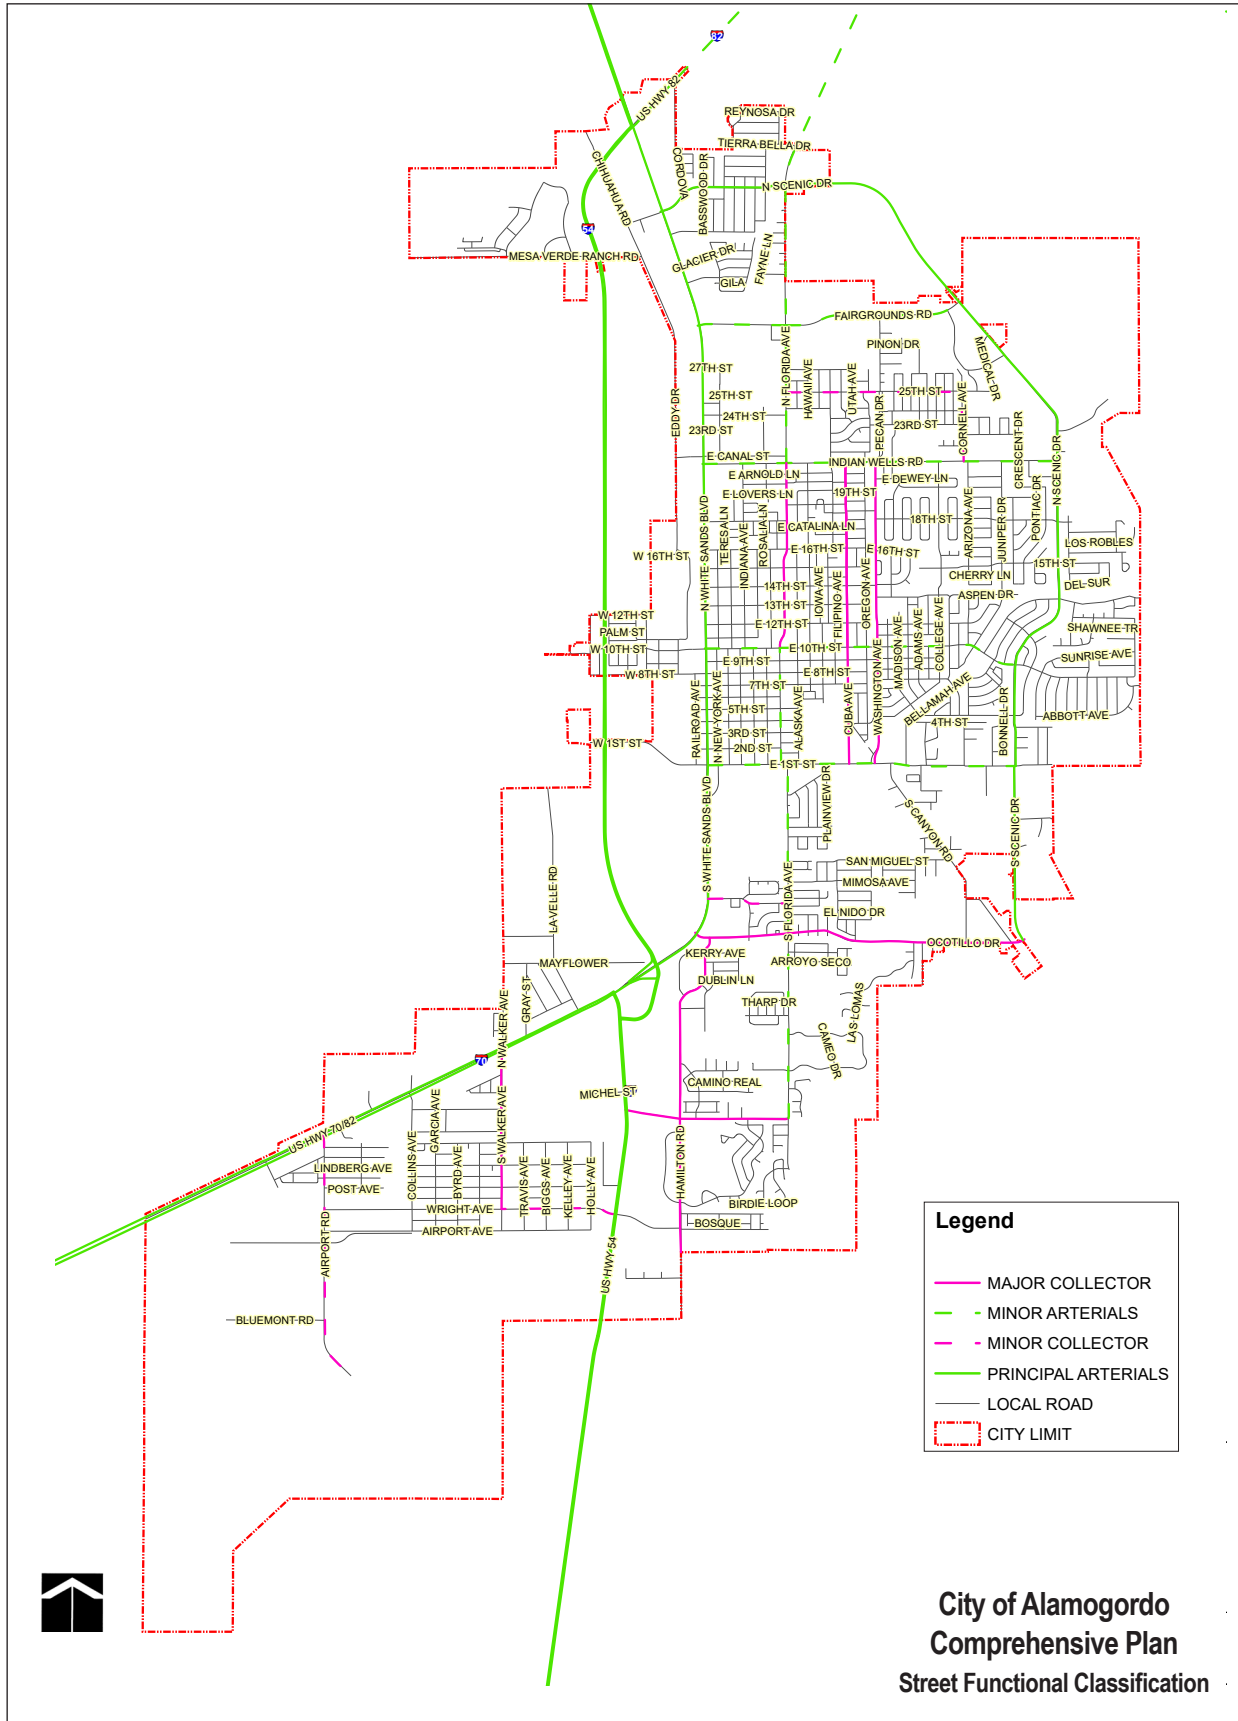 82
US HWY 82
REYNOSA DR
TIERRA BELLA DR
CORDOVA
BASSWOOD DR
CHIHUAHUA RD
N SCENIC DR
54
MESA VERDE RANCH RD
GLACIER DR
FAYNE LN
GILA
FAIRGROUNDS RD
N FLORIDA AVE
PINON DR
MEDICAL DR
27TH ST
HAWAII AVE
UTAH AVE
25TH ST
25TH ST
EDDY DR
24TH ST
PECAN DR
CORNELL AVE
23RD ST
23RD ST
CRESCENT DR
N SCENIC DR
E CANAL ST
INDIAN WELLS RD
E ARNOLD LN
E DEWEY LN
E LOVERS LN
19TH ST
PONTIAC DR
N WHITE SANDS BLVD
TERESA LN
INDIANA AVE
ROSALIA LN
E CATALINA LN
18TH ST
ARIZONA AVE
JUNIPER DR
LOS ROBLES
W 16TH ST
E 16TH ST
E 16TH ST
15TH ST
CHERRY LN
DEL SUR
14TH ST
IOWA AVE
FILIPINO AVE
OREGON AVE
ASPEN DR
13TH ST
W 12TH ST
E 12TH ST
PALM ST
SHAWNEE TR
W 10TH ST
E 10TH ST
MADISON AVE
ADAMS AVE
COLLEGE AVE
SUNRISE AVE
E 9TH ST
W 8TH ST
E 8TH ST
7TH ST
RAILROAD AVE
N NEW YORK AVE
ALASKA AVE
CUBA AVE
WASHINGTON AVE
BELLAMAH AVE
BONNELL DR
5TH ST
4TH ST
ABBOTT AVE
3RD ST
W 1ST ST
2ND ST
E 1ST ST
S WHITE SANDS BLVD
PLAINVIEW DR
S CANYON RD
S SCENIC DR
LA VELLE RD
SAN MIGUEL ST
S FLORIDA AVE
MIMOSA AVE
EL NIDO DR
OCOTILLO DR
KERRY AVE
ARROYO SECO
MAYFLOWER
DUBLIN LN
GRAY ST
N WALKER AVE
THARP DR
LAS LOMAS
CAMEO DR
70
CAMINO REAL
MICHEL ST
US HWY 70/82
GARCIA AVE
S WALKER AVE
COLLINS AVE
BYRD AVE
LINDBERG AVE
POST AVE
TRAVIS AVE
BIGGS AVE
KELLEY AVE
HOLLY AVE
HAMILTON RD
WRIGHT AVE
BIRDIE LOOP
AIRPORT AVE
BOSQUE
AIRPORT RD
US HWY 54
BLUEMONT RD
Legend
MAJOR COLLECTOR
MINOR ARTERIALS
MINOR COLLECTOR
PRINCIPAL ARTERIALS
LOCAL ROAD
CITY LIMIT
City of Alamogordo
Comprehensive Plan
Street Functional Classification